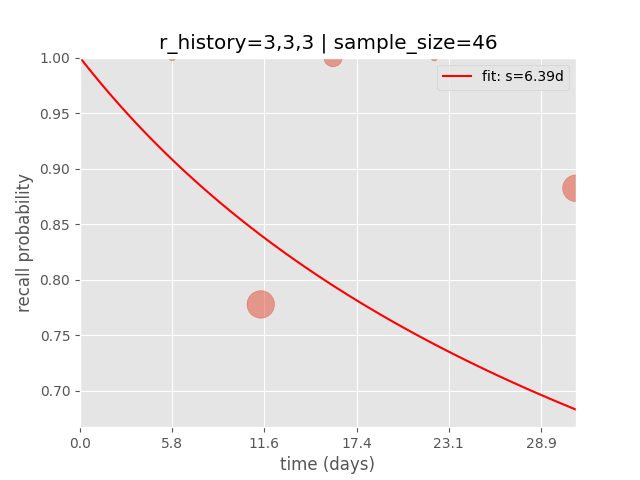 r_history=3,3,3 | sample_size=46
fit: s=6.39d
1.00
0.95
0.90
0.85
0.80
0.75
0.70
recall probability
0.0 5.8 11.6 17.4 23.1 28.9
time (days)